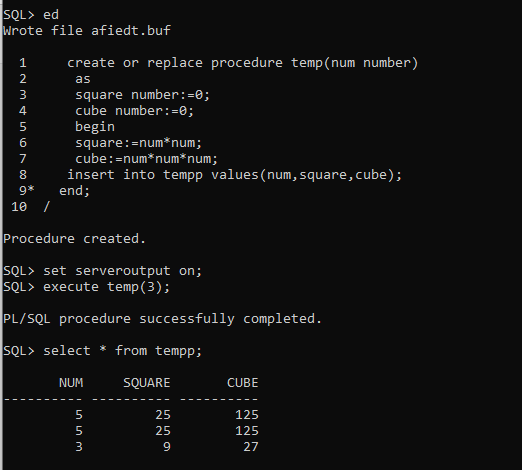 SQL> ed
Wrote file afiedt.buf
1 create or replace procedure temp(num number)
2 as
3 square number:=0;
4 cube number:=0;
5 begin
6 square:=num*num;
7 cube:=num*num*num;
8 insert into tempp values(num,square,cube);
9* end;
10 /
Procedure created.
SQL> set serveroutput on;
SQL> execute temp(3);
PL/SQL procedure successfully completed.
SQL> select * from tempp;
NUM SQUARE CUBE
---------- ---------- ----------
5 25 125
5 25 125
3 9 27